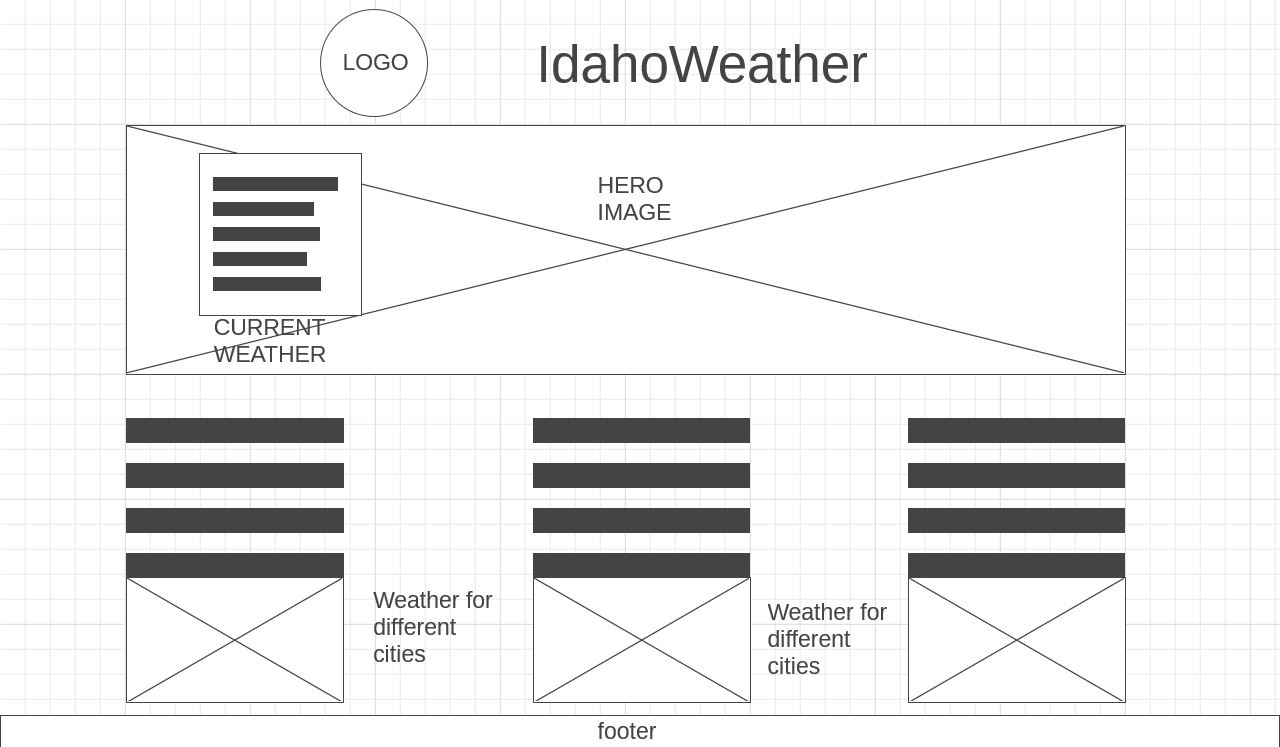 LOGO
IdahoWeather
HERO
IMAGE
CURRENT
WEATHER
Weather for
different
cities
Weather for
different
cities
footer